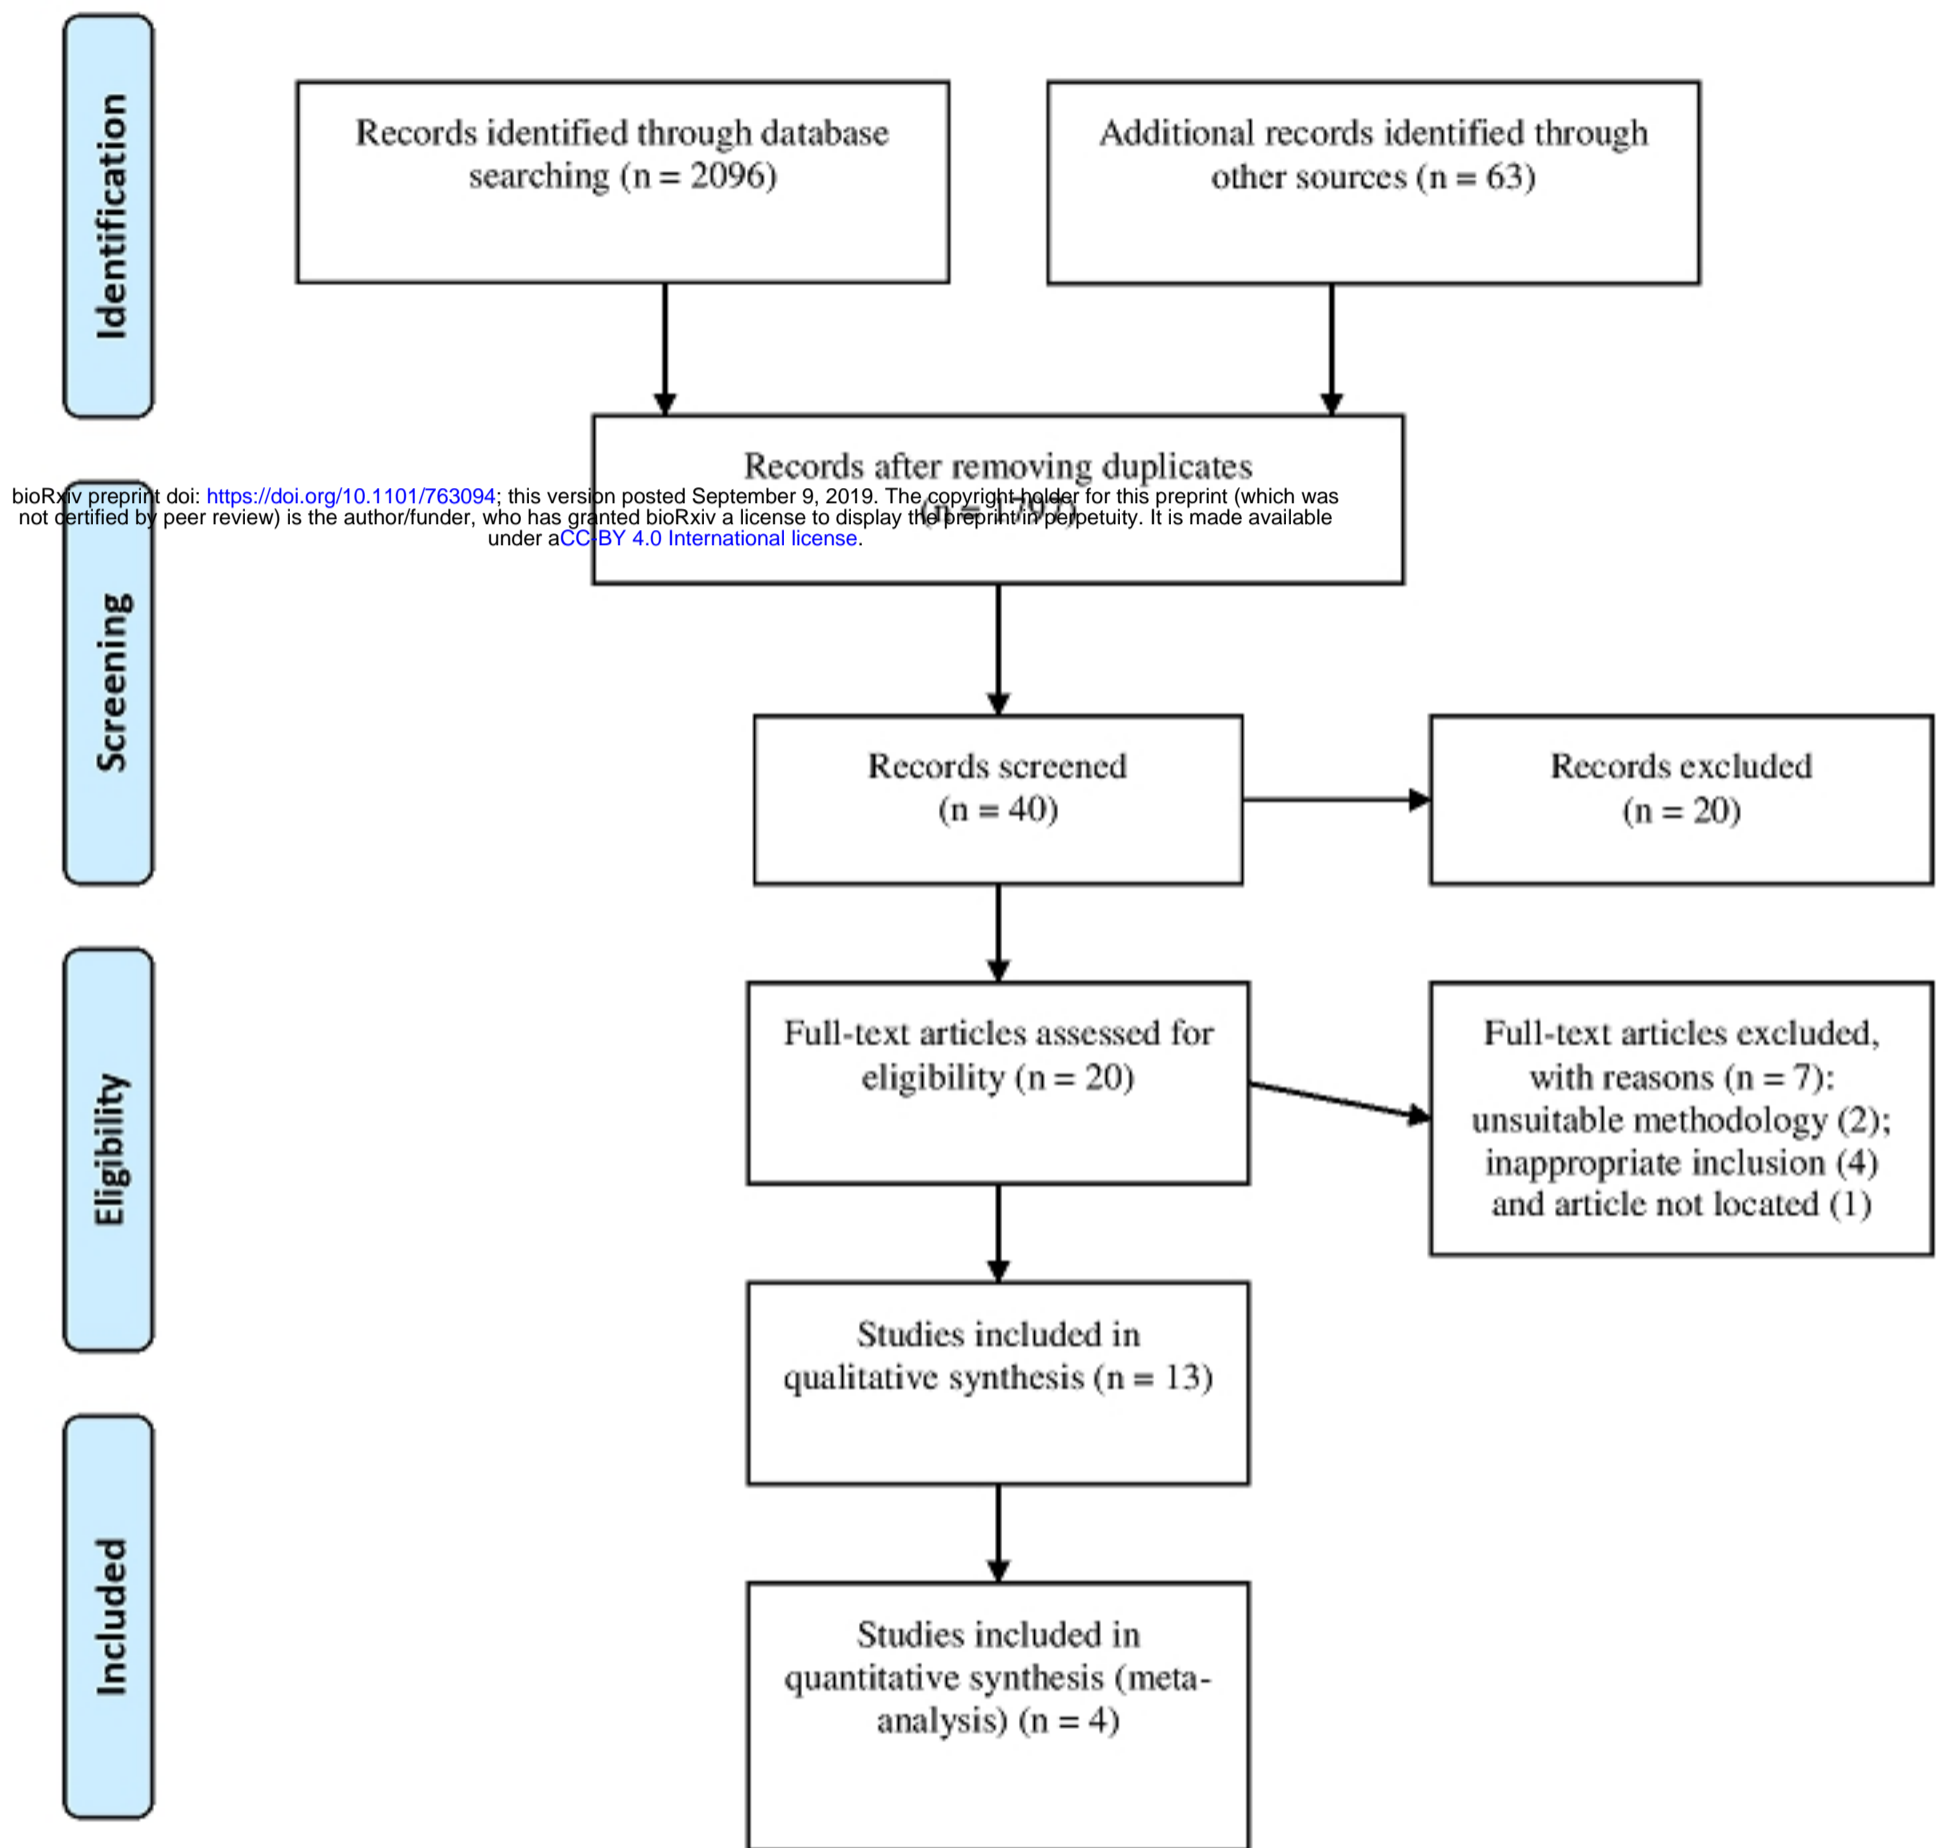 Identification
Records identified through database
searching (n = 2096)
Additional records identified through
other sources (n = 63)
Records after removing duplicates
(n = 1797)
bioRxiv preprint doi: https://doi.org/10.1101/763094; this version posted September 9, 2019. The copyright holder for this preprint (which was
not certified by peer review) is the author/funder, who has granted bioRxiv a license to display the preprint in perpetuity. It is made available
under aCC-BY 4.0 International license.
Screening
Records screened
(n = 40)
Records excluded
(n = 20)
Eligibility
Full-text articles assessed for
eligibility (n = 20)
Full-text articles excluded,
with reasons (n = 7):
unsuitable methodology (2);
inappropriate inclusion (4)
and article not located (1)
Studies included in
qualitative synthesis (n = 13)
Included
Studies included in
quantitative synthesis (meta-
analysis) (n = 4)